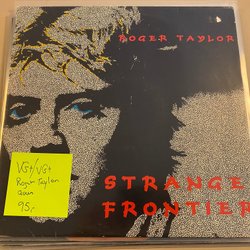 ROGER TAYLOR
VG+/VG+
Roger Taylor
95,-
STRANGE
FRONTIER